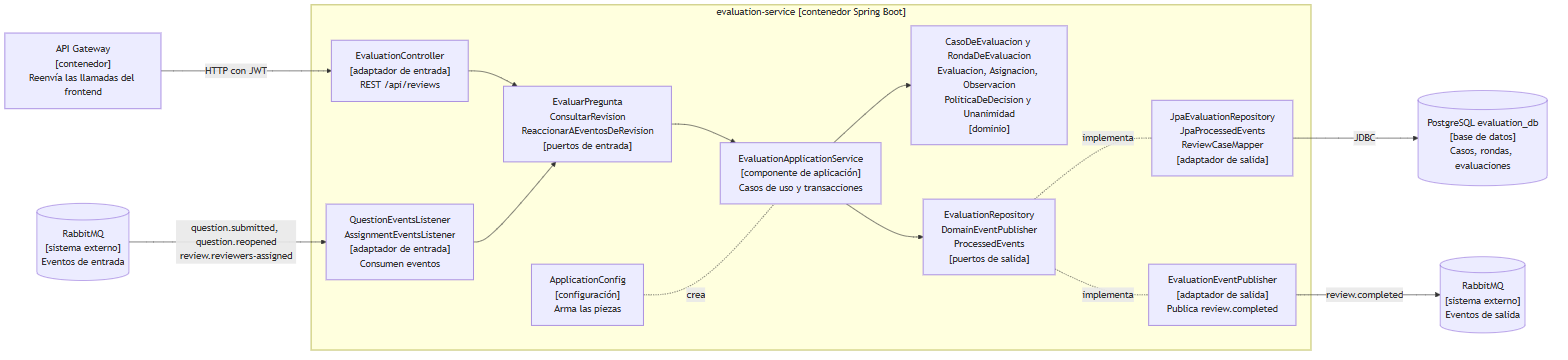 evaluation-service [contenedor Spring Boot]
API Gateway
[contenedor]
Reenvía las llamadas del
frontend
HTTP con JWT
EvaluationController
[adaptador de entrada]
REST /api/reviews
RabbitMQ
[sistema externo]
Eventos de entrada
question.submitted,
question.reopened
review.reviewers-assigned
QuestionEventsListener
AssignmentEventsListener
[adaptador de entrada]
Consumen eventos
EvaluarPregunta
ConsultarRevision
ReaccionarAEventosDeRevision
[puertos de entrada]
ApplicationConfig
[configuración]
Arma las piezas
crea
EvaluationApplicationService
[componente de aplicación]
Casos de uso y transacciones
CasoDeEvaluacion y
RondaDeEvaluacion
Evaluacion, Asignacion,
Observacion
PoliticaDeDecision y
Unanimidad
[dominio]
EvaluationRepository
DomainEventPublisher
ProcessedEvents
[puertos de salida]
implementa
implementa
JpaEvaluationRepository
JpaProcessedEvents
ReviewCaseMapper
[adaptador de salida]
EvaluationEventPublisher
[adaptador de salida]
Publica review.completed
JDBC
review.completed
PostgreSQL evaluation_db
[base de datos]
Casos, rondas,
evaluaciones
RabbitMQ
[sistema externo]
Eventos de salida